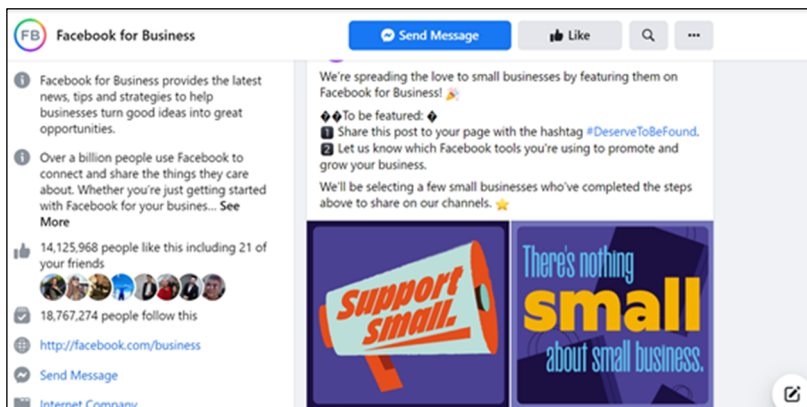 FB Facebook for Business
Send Message
Like
Facebook for Business provides the latest
news, tips and strategies to help
businesses turn good ideas into great
opportunities.
Over a billion people use Facebook to
connect and share the things they care
about. Whether you're just getting started
with Facebook for your busines... See
More
14,125,968 people like this including 21 of
your friends
18,767,274 people follow this
http://facebook.com/business
Send Message
Internet Company
We're spreading the love to small businesses by featuring them on
Facebook for Business! 🎉
��To be featured: �
1 Share this post to your page with the hashtag #DeserveToBeFound.
2 Let us know which Facebook tools you're using to promote and
grow your business.
We'll be selecting a few small businesses who've completed the steps
above to share on our channels. ⭐
Support
small.
There's nothing
small
about small business.